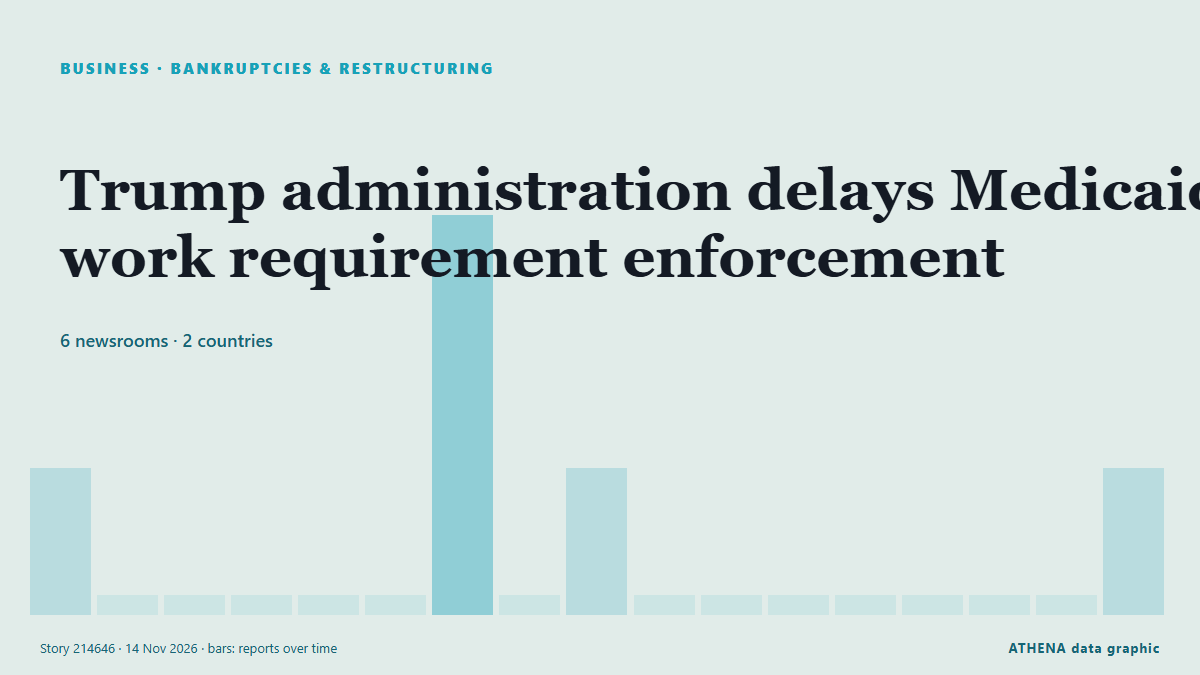 BUSINESS · BANKRUPTCIES & RESTRUCTURING
Trump administration delays Medicaid
work requirement enforcement
6 newsrooms · 2 countries
Story 214646 · 14 Nov 2026 · bars: reports over time
ATHENA data graphic